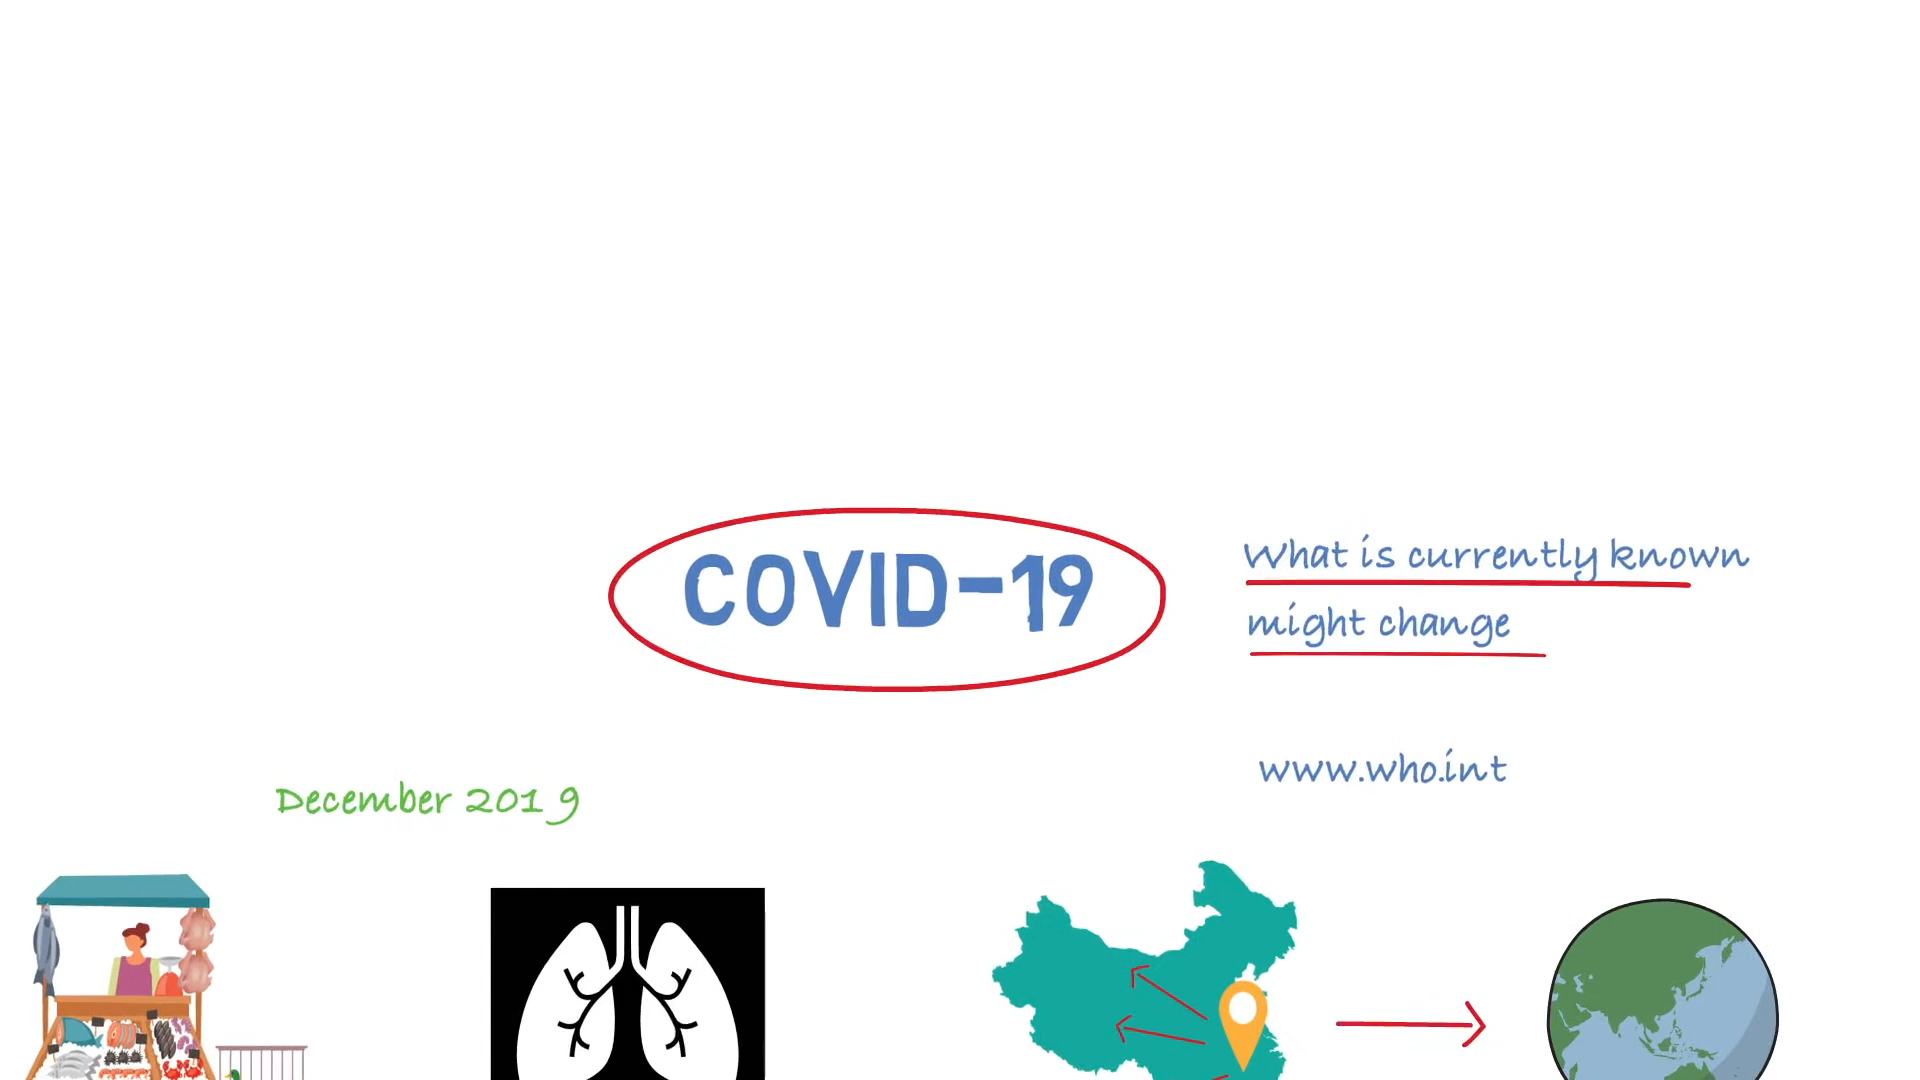 COVID-19
What is currently known
might change
www.who.int
December 2019